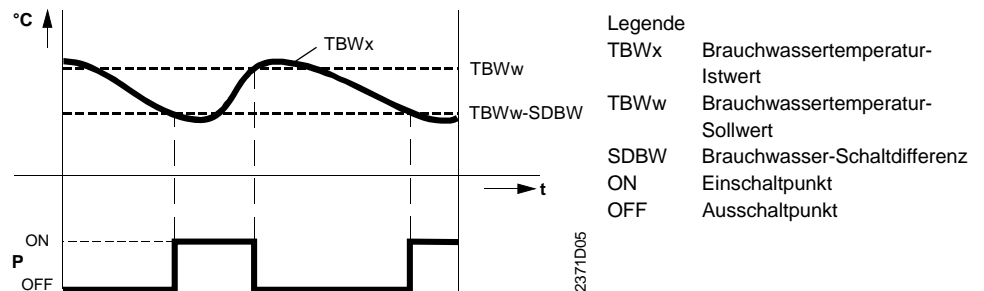 °C
TBWx
TBWw
TBWw-SDBW
t
ON
P
OFF
2371D05
Legende
TBWx Brauchwassertemperatur-
Istwert
TBWw Brauchwassertemperatur-
Sollwert
SDBW Brauchwasser-Schaltdifferenz
ON Einschaltpunkt
OFF Ausschaltpunkt